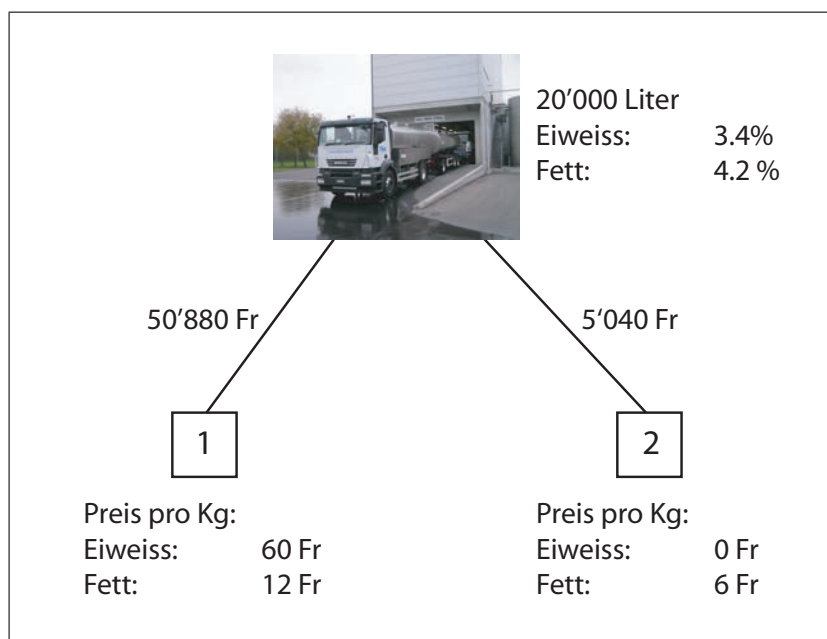 20’000 Liter
Eiweiss: 3.4%
Fett: 4.2 %
50’880 Fr
5‘040 Fr
1
2
Preis pro Kg:
Eiweiss: 60 Fr
Fett: 12 Fr
Preis pro Kg:
Eiweiss: 0 Fr
Fett: 6 Fr